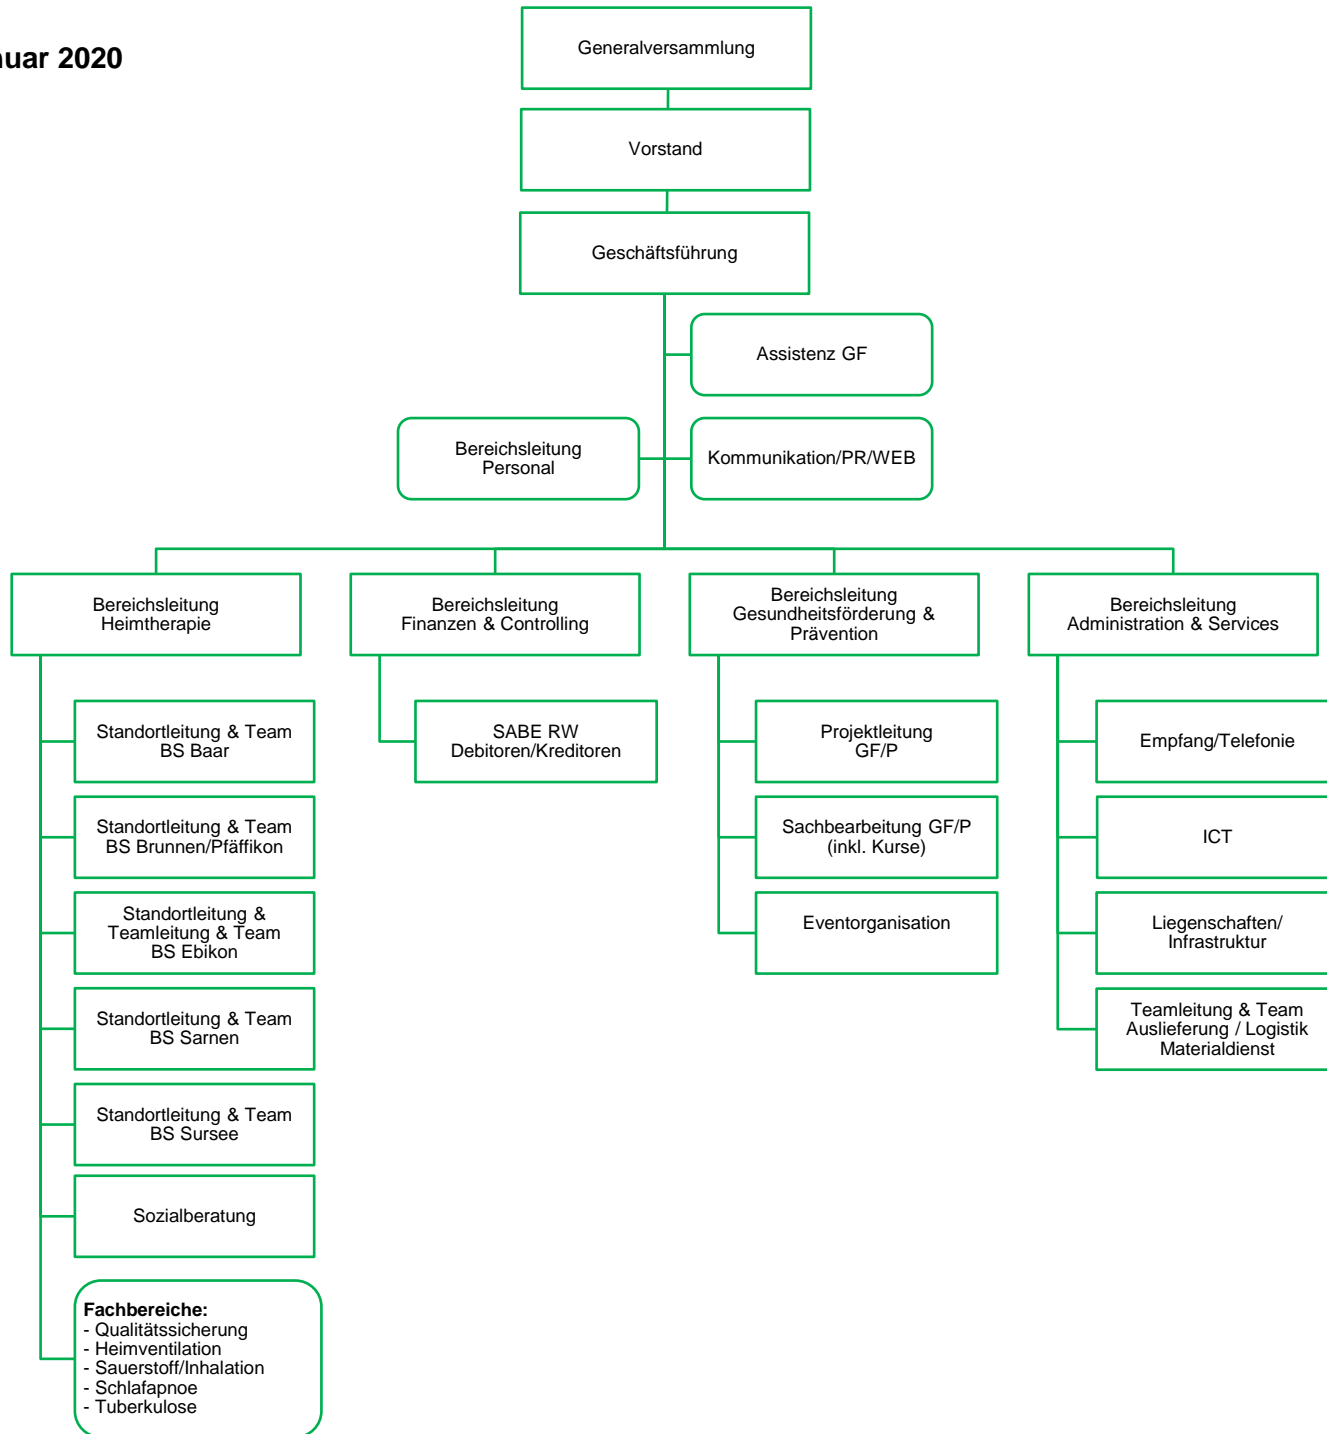 nuar 2020
Generalversammlung
Vorstand
Geschäftsführung
Assistenz GF
Bereichsleitung
Personal
Kommunikation/PR/WEB
Bereichsleitung
Heimtherapie
Bereichsleitung
Finanzen & Controlling
Bereichsleitung
Gesundheitsförderung &
Prävention
Bereichsleitung
Administration & Services
Standortleitung & Team
BS Baar
Standortleitung & Team
BS Brunnen/Pfäffikon
Standortleitung &
Teamleitung & Team
BS Ebikon
Standortleitung & Team
BS Sarnen
Standortleitung & Team
BS Sursee
Sozialberatung
Fachbereiche:
- Qualitätssicherung
- Heimventilation
- Sauerstoff/Inhalation
- Schlafapnoe
- Tuberkulose
SABE RW
Debitoren/Kreditoren
Projektleitung
GF/P
Sachbearbeitung GF/P
(inkl. Kurse)
Eventorganisation
Empfang/Telefonie
ICT
Liegenschaften/
Infrastruktur
Teamleitung & Team
Auslieferung / Logistik
Materialdienst